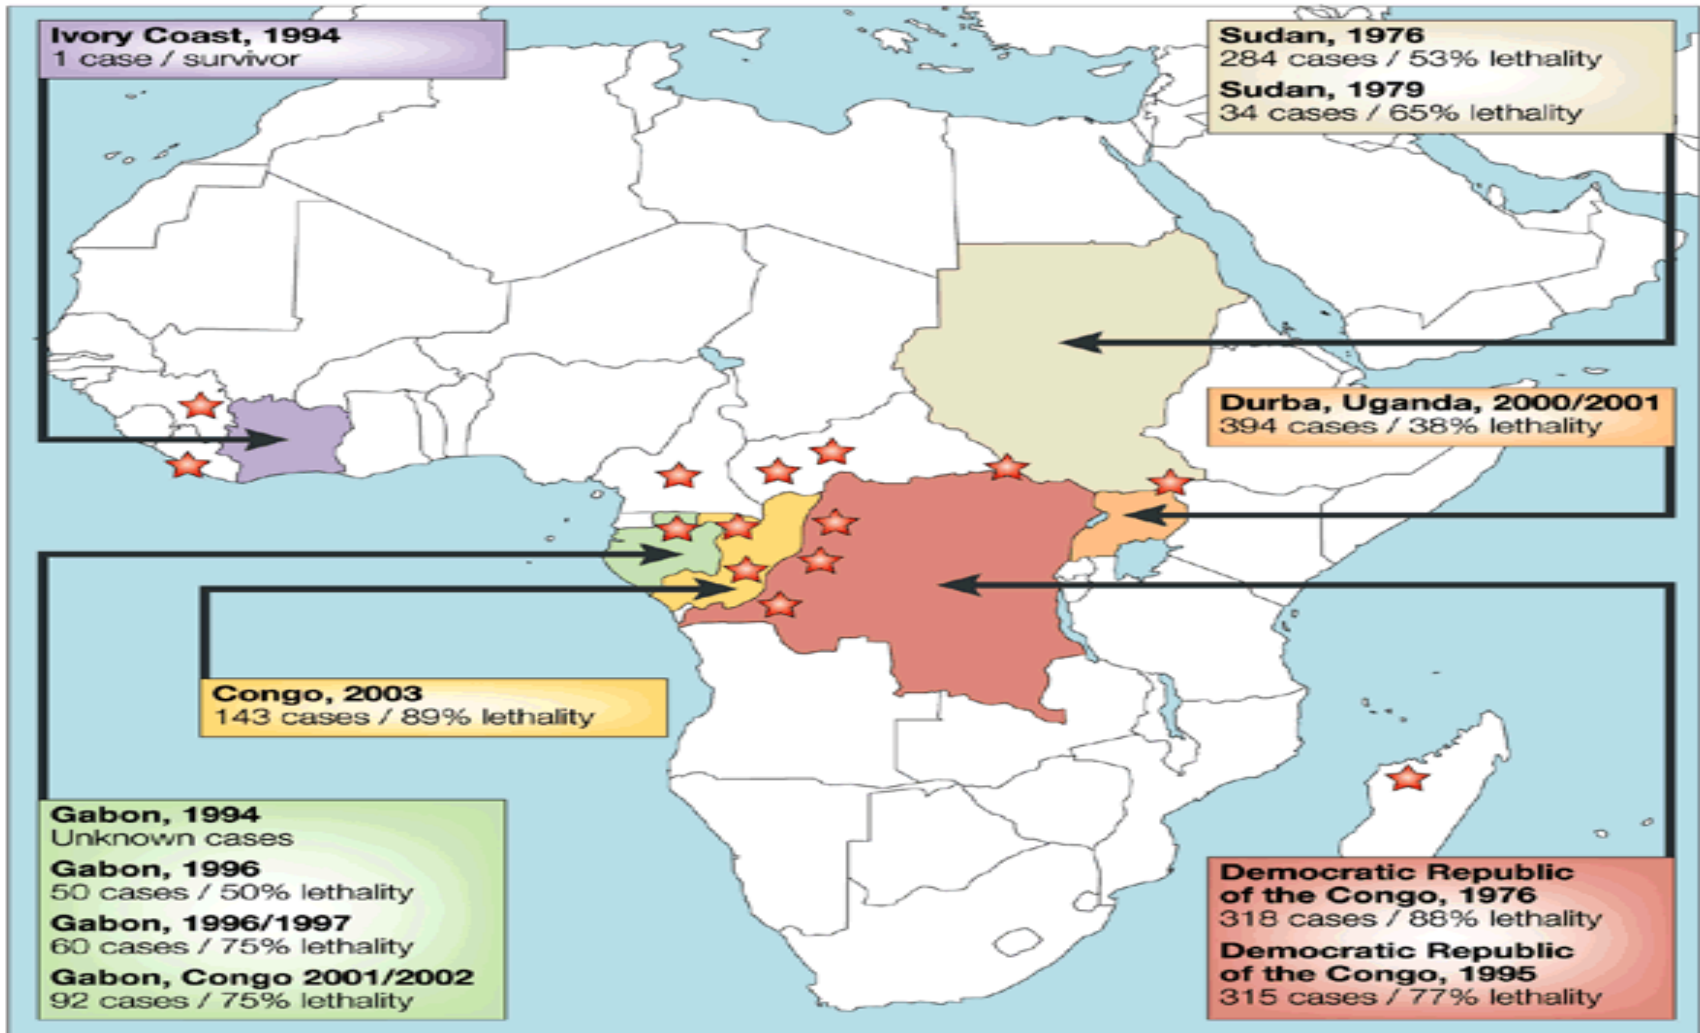 Ivory Coast, 1994
1 case / survivor
Sudan, 1976
284 cases / 53% lethality
Sudan, 1979
34 cases / 65% lethality
Durba, Uganda, 2000/2001
394 cases / 38% lethality
Congo, 2003
143 cases / 89% lethality
Gabon, 1994
Unknown cases
Gabon, 1996
50 cases / 50% lethality
Gabon, 1996/1997
60 cases / 75% lethality
Gabon, Congo 2001/2002
92 cases / 75% lethality
Democratic Republic
of the Congo, 1976
318 cases / 88% lethality
Democratic Republic
of the Congo, 1995
315 cases / 77% lethality